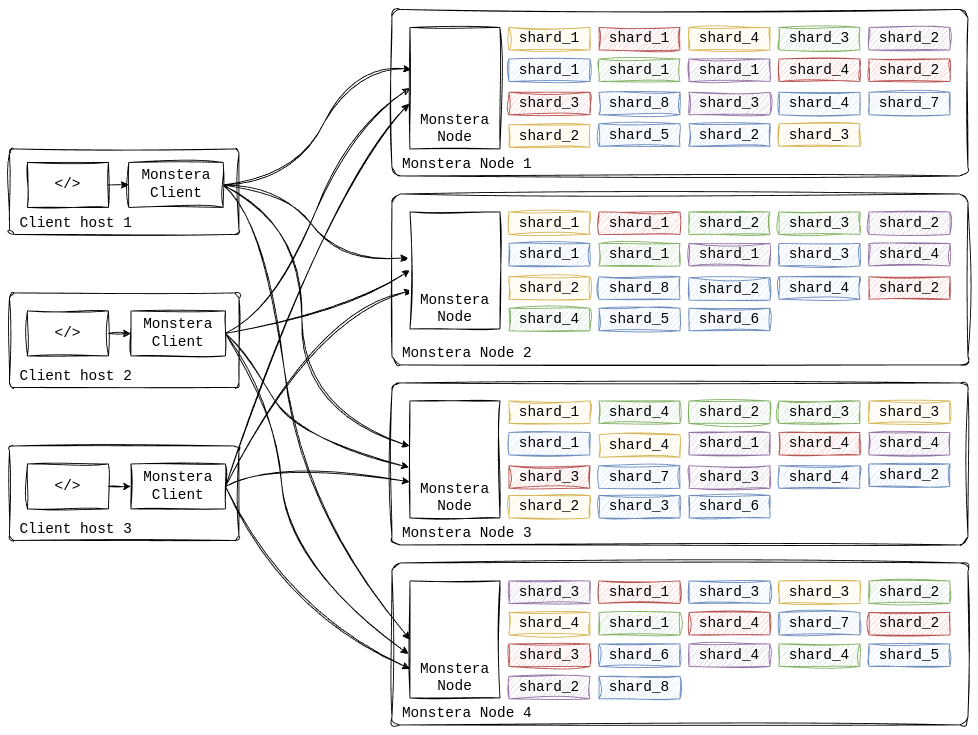 </>
Monstera
Client
Client host 1
</>
Monstera
Client
Client host 2
</>
Monstera
Client
Client host 3
Monstera
Node
shard_1 shard_1 shard_4 shard_3 shard_2
shard_1 shard_1 shard_1 shard_4 shard_2
shard_3 shard_8 shard_3 shard_4 shard_7
shard_2 shard_5 shard_2 shard_3
Monstera Node 1
Monstera
Node
shard_1 shard_1 shard_2 shard_3 shard_2
shard_1 shard_1 shard_1 shard_3 shard_4
shard_2 shard_8 shard_2 shard_4 shard_2
shard_4 shard_5 shard_6
Monstera Node 2
Monstera
Node
shard_1 shard_4 shard_2 shard_3 shard_3
shard_1 shard_4 shard_1 shard_4 shard_4
shard_3 shard_7 shard_3 shard_4 shard_2
shard_2 shard_3 shard_6
Monstera Node 3
Monstera
Node
shard_3 shard_1 shard_3 shard_3 shard_2
shard_4 shard_1 shard_4 shard_7 shard_2
shard_3 shard_6 shard_4 shard_4 shard_5
shard_2 shard_8
Monstera Node 4